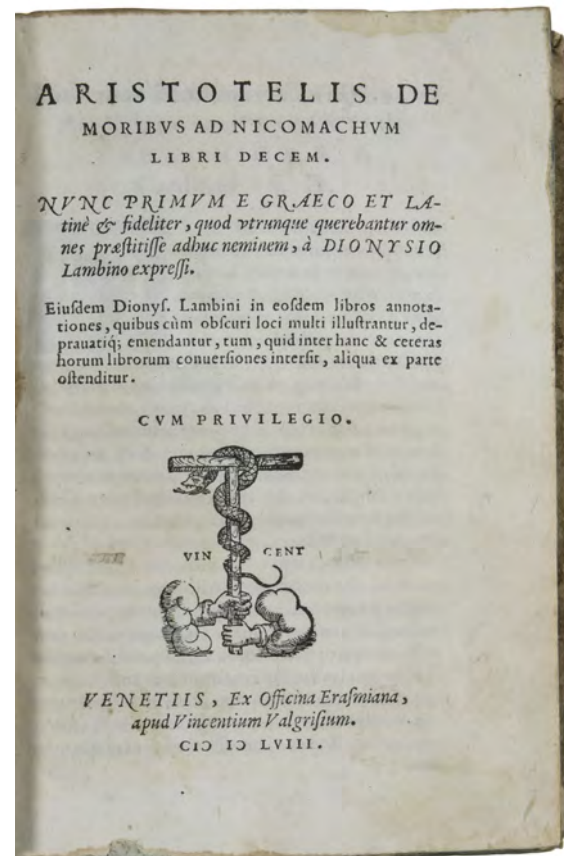 ARISTOTELIS DE
MORIBVS AD NICOMACHVM
LIBRI DECEM.
NVNC PRIMVM E GRAECO ET LA-
tinè & fideliter, quod vtrunque querebantur om-
nes præſtitiſſe adhuc neminem, à DIONYSIO
Lambino expreſſi.
Eiuſdem Dionyſ. Lambini in eoſdem libros annota-
tiones, quibus cùm obſcuri loci multi illuſtrantur, de-
prauatiq; emendantur, tum, quid inter hanc & ceteras
horum librorum conuerſiones interſit, aliqua ex parte
oſtenditur.
CVM PRIVILEGIO.
VIN CENT
VENETIIS, Ex Officina Eraſmiana,
apud Vincentium Valgriſium.
CIↃ IↃ LVIII.